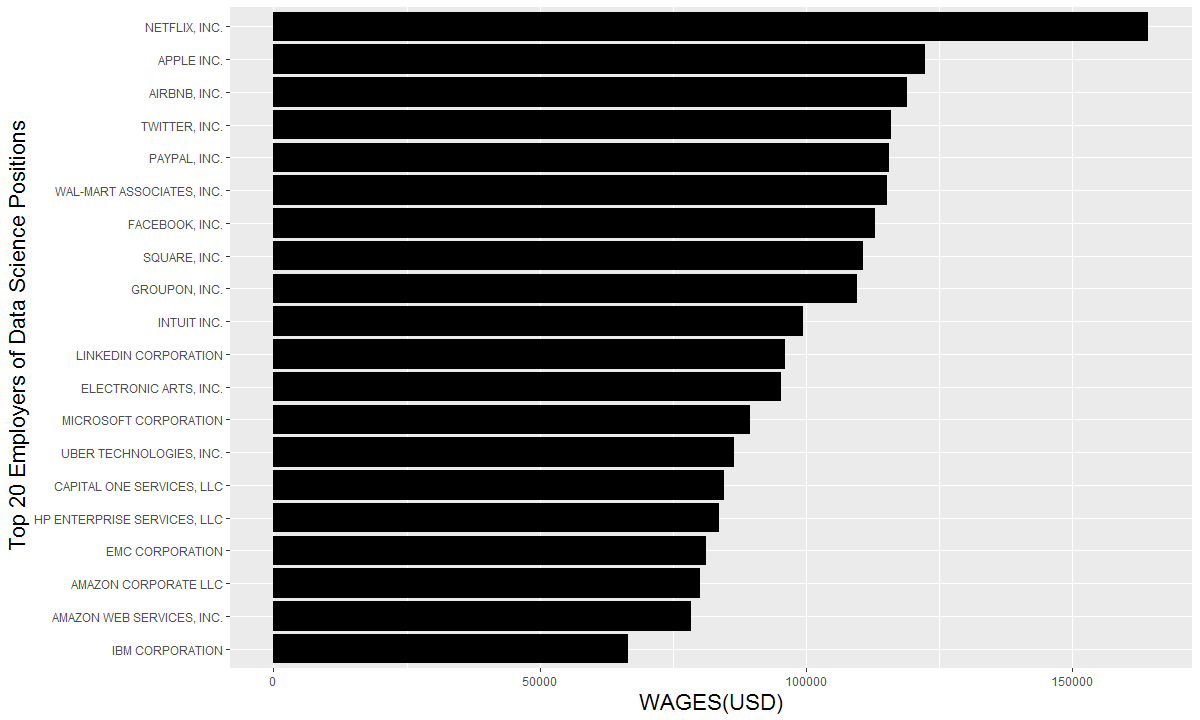 Top 20 Employers of Data Science Positions
NETFLIX, INC.
APPLE INC.
AIRBNB, INC.
TWITTER, INC.
PAYPAL, INC.
WAL-MART ASSOCIATES, INC.
FACEBOOK, INC.
SQUARE, INC.
GROUPON, INC.
INTUIT INC.
LINKEDIN CORPORATION
ELECTRONIC ARTS, INC.
MICROSOFT CORPORATION
UBER TECHNOLOGIES, INC.
CAPITAL ONE SERVICES, LLC
HP ENTERPRISE SERVICES, LLC
EMC CORPORATION
AMAZON CORPORATE LLC
AMAZON WEB SERVICES, INC.
IBM CORPORATION
0 50000 100000 150000
WAGES(USD)